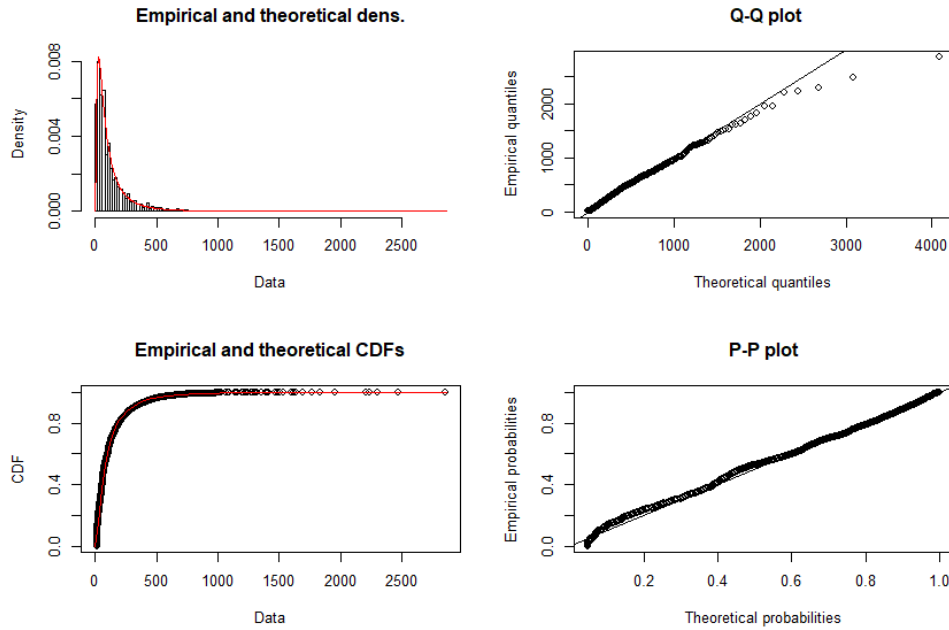 Empirical and theoretical dens.
Density
0.000 0.004 0.008
0 500 1000 1500 2000 2500
Data
Q-Q plot
Empirical quantiles
0 1000 2000
0 1000 2000 3000 4000
Theoretical quantiles
Empirical and theoretical CDFs
CDF
0.0 0.4 0.8
0 500 1000 1500 2000 2500
Data
P-P plot
Empirical probabilities
0.0 0.4 0.8
0.2 0.4 0.6 0.8 1.0
Theoretical probabilities